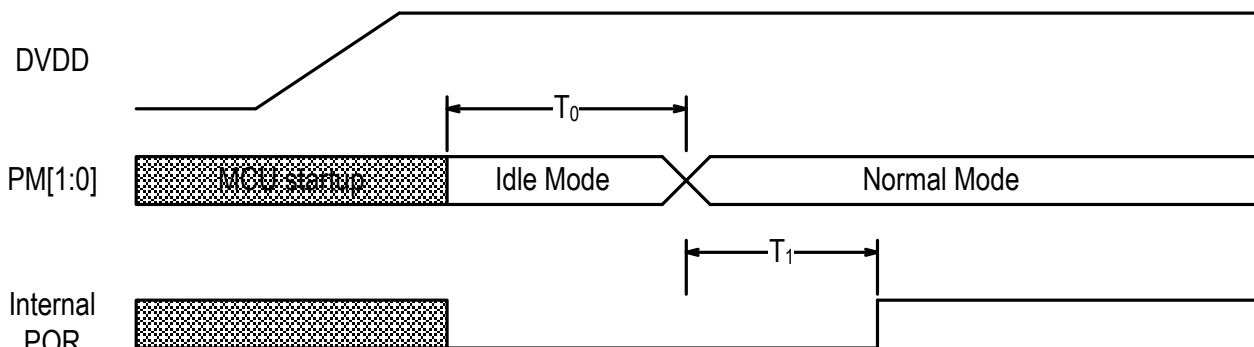 DVDD
T₀
PM[1:0]
MCU startup
Idle Mode
Normal Mode
T₁
Internal
POR